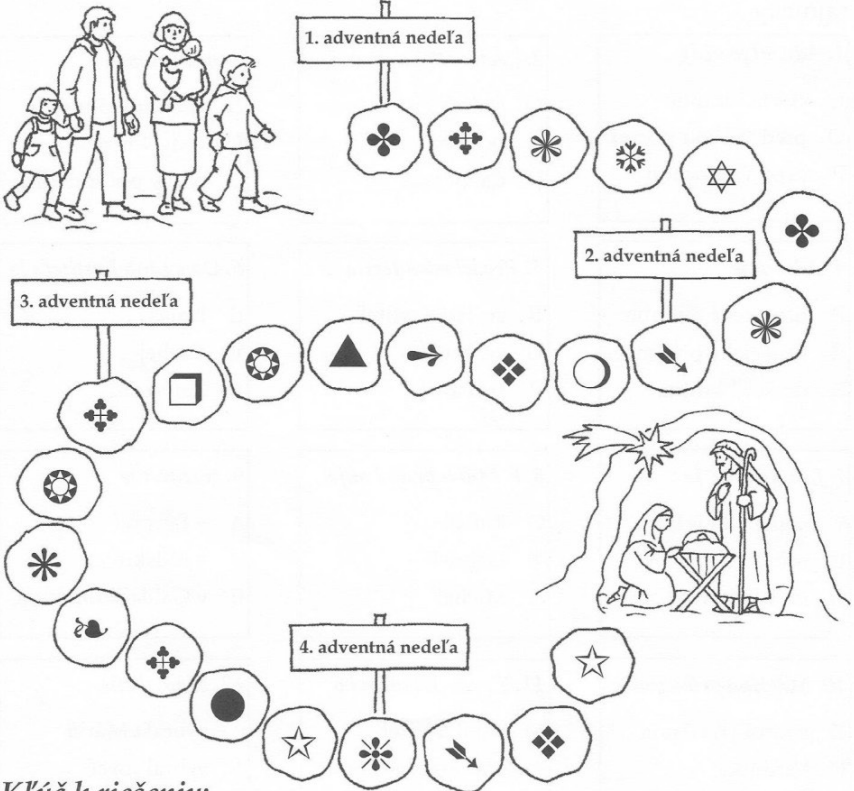 1. adventná nedeľa
2. adventná nedeľa
3. adventná nedeľa
4. adventná nedeľa
Kľúč k riešeniu: